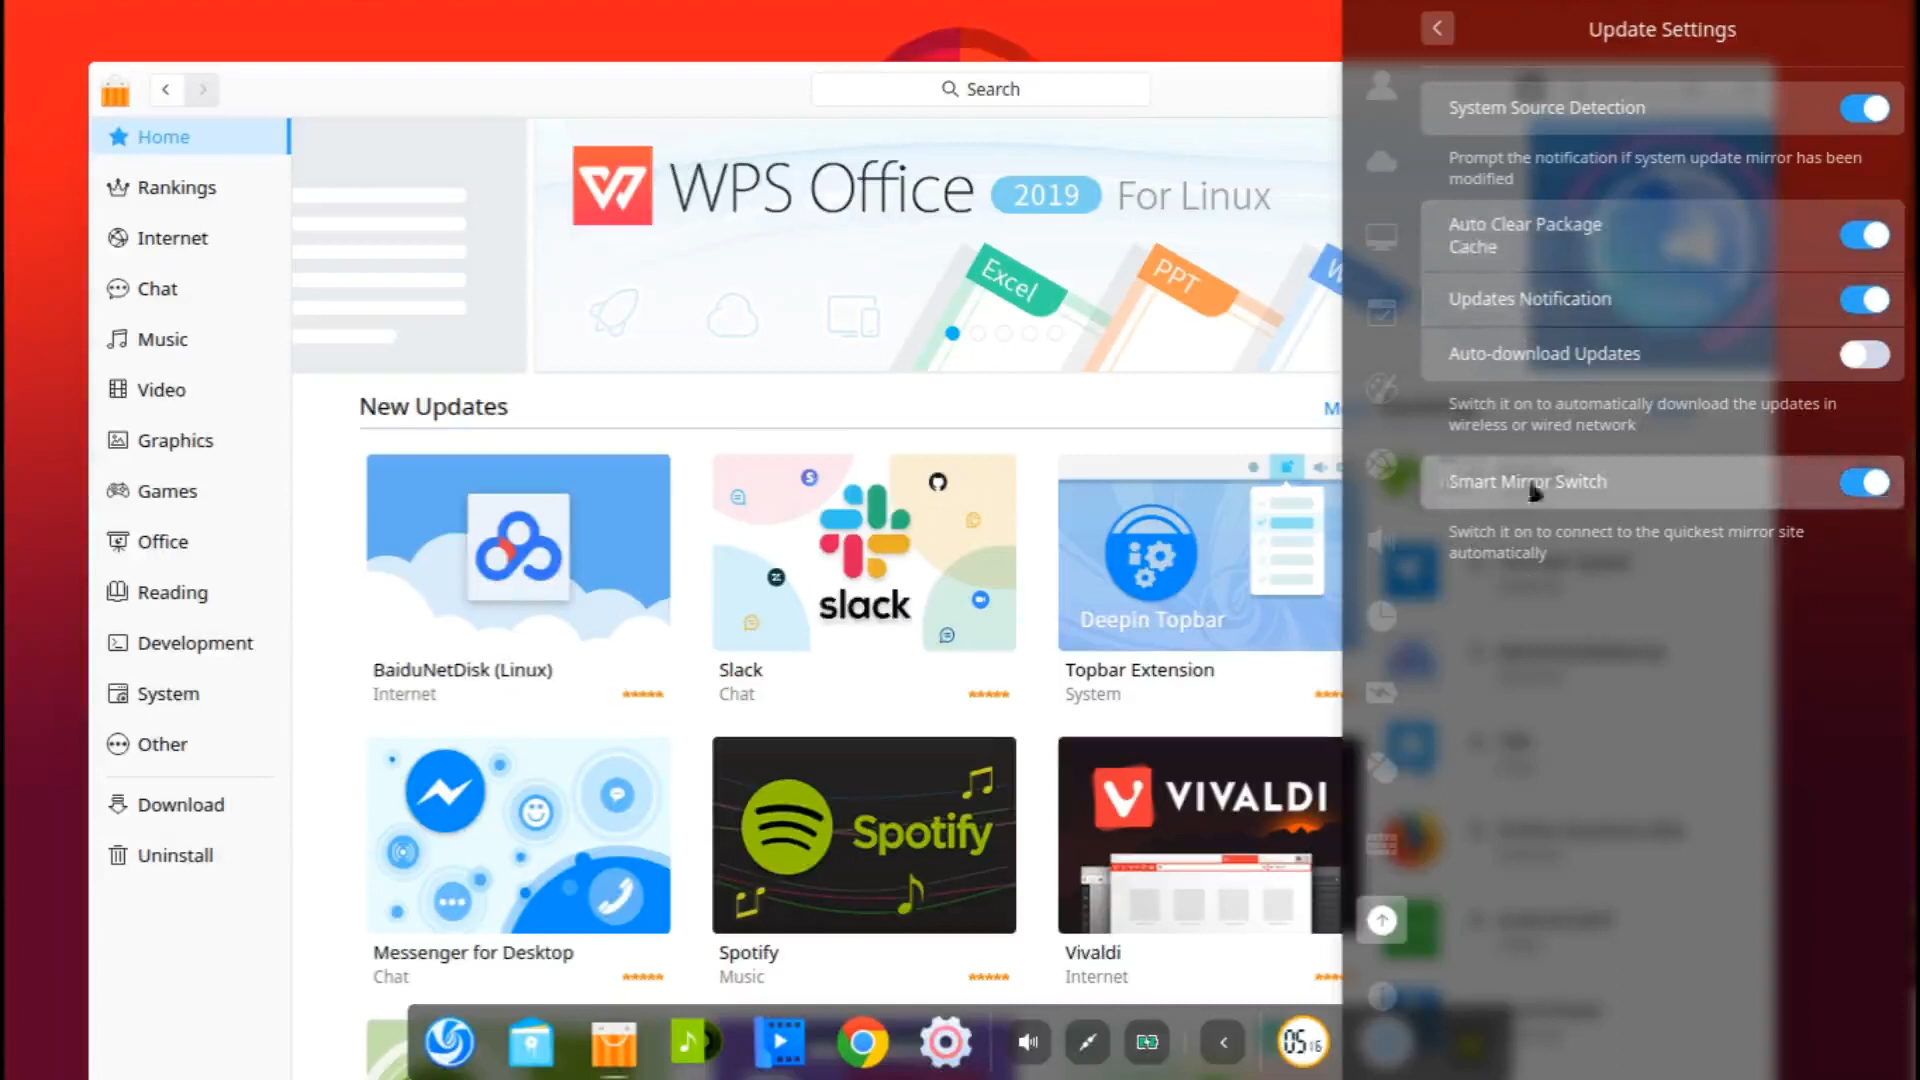 Search
Home
Rankings
Internet
Chat
Music
Video
Graphics
Games
Office
Reading
Development
System
Other
Download
Uninstall
WPS Office 2019 For Linux
Excel
PPT
W
New Updates
slack
Deepin Topbar
BaiduNetDisk (Linux)
Internet
Slack
Chat
Topbar Extension
System
Spotify
VIVALDI
Messenger for Desktop
Chat
Spotify
Music
Vivaldi
Internet
05 16
Update Settings
System Source Detection
Prompt the notification if system update mirror has been
modified
Auto Clear Package
Cache
Updates Notification
Auto-download Updates
Switch it on to automatically download the updates in
wireless or wired network
Smart Mirror Switch
Switch it on to connect to the quickest mirror site
automatically